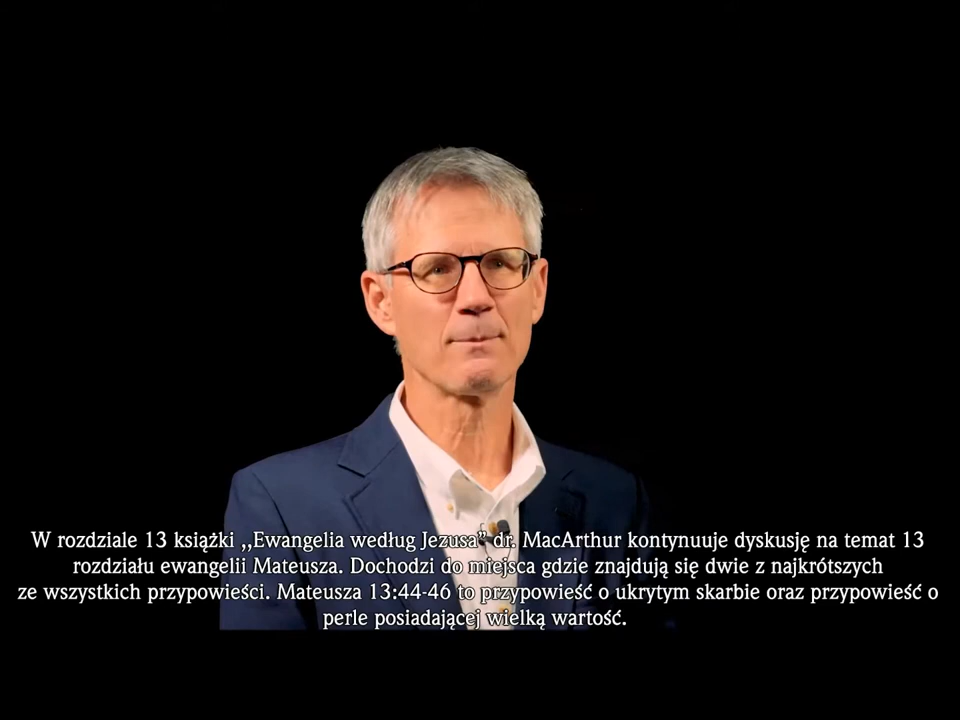 W rozdziale 13 książki ,,Ewangelia według Jezusa” dr. MacArthur kontynuuje dyskusję na temat 13
rozdziału ewangelii Mateusza. Dochodzi do miejsca gdzie znajdują się dwie z najkrótszych
ze wszystkich przypowieści. Mateusza 13:44-46 to przypowieść o ukrytym skarbie oraz przypowieść o
perle posiadającej wielką wartość.